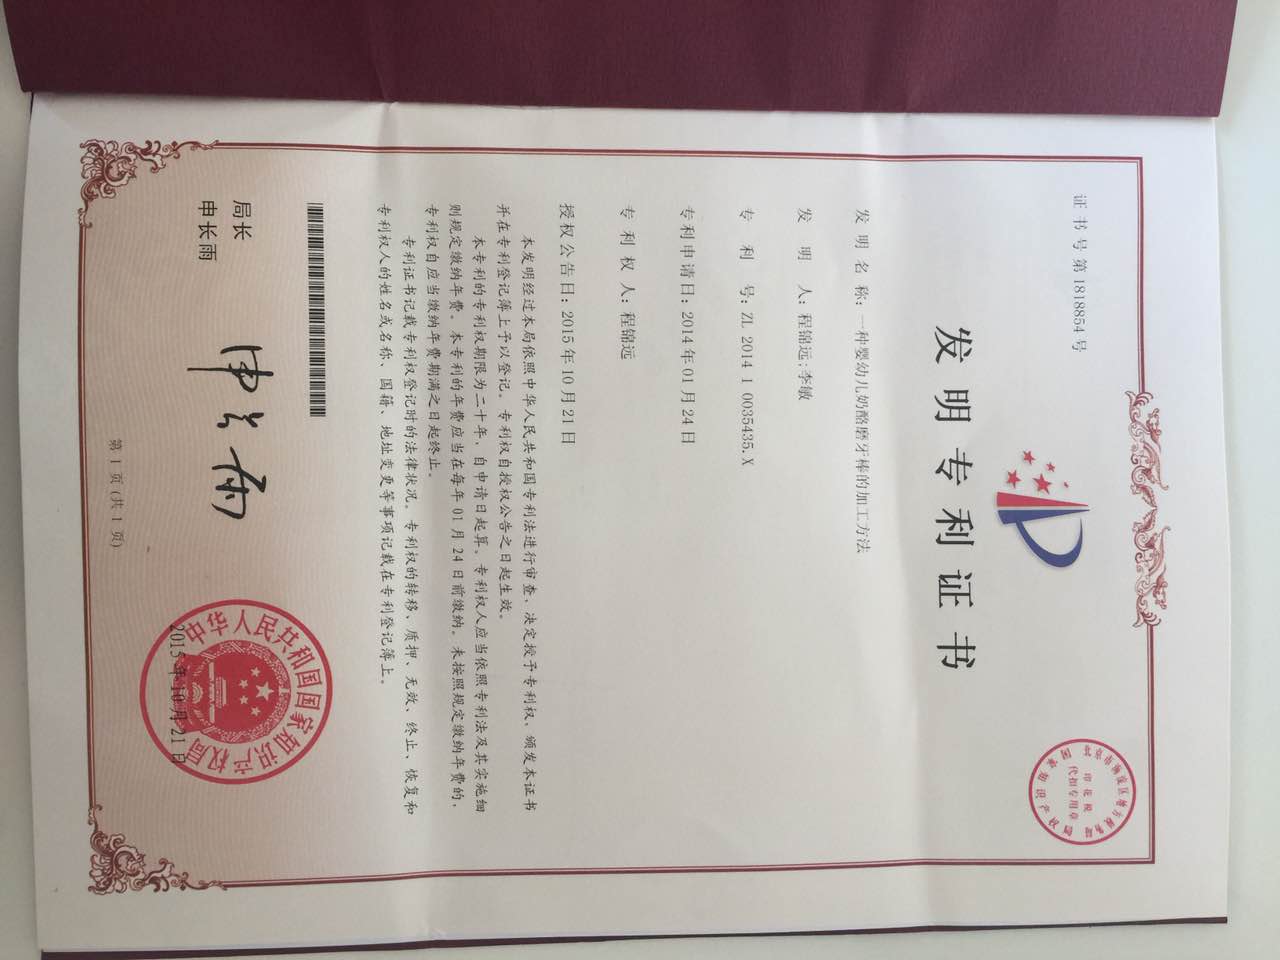 证书号第1818854号
发明专利证书
发明名称：一种婴幼儿奶酪磨牙棒的加工方法
发明人：程锦远;李敏
专利号：ZL 2014 1 0035435.X
专利申请日：2014年01月24日
专利权人：程锦远
授权公告日：2015年10月21日
本发明经过本局依照中华人民共和国专利法进行审查，决定授予专利权，颁发本证书
并在专利登记簿上予以登记。专利权自授权公告之日起生效。
本专利的专利权期限为二十年，自申请日起算。专利权人应当依照专利法及其实施细
则规定缴纳年费。本专利的年费应当在每年01月24日前缴纳。未按照规定缴纳年费的，
专利权自应当缴纳年费期满之日起终止。
专利证书记载专利权登记时的法律状况。专利权的转移、质押、无效、终止、恢复和
专利权人的姓名或名称、国籍、地址变更等事项记载在专利登记簿上。
局长
申长雨
申长雨
中华人民共和国国家知识产权局
2015年10月21日
第1页(共1页)
印花税
代扣专用章